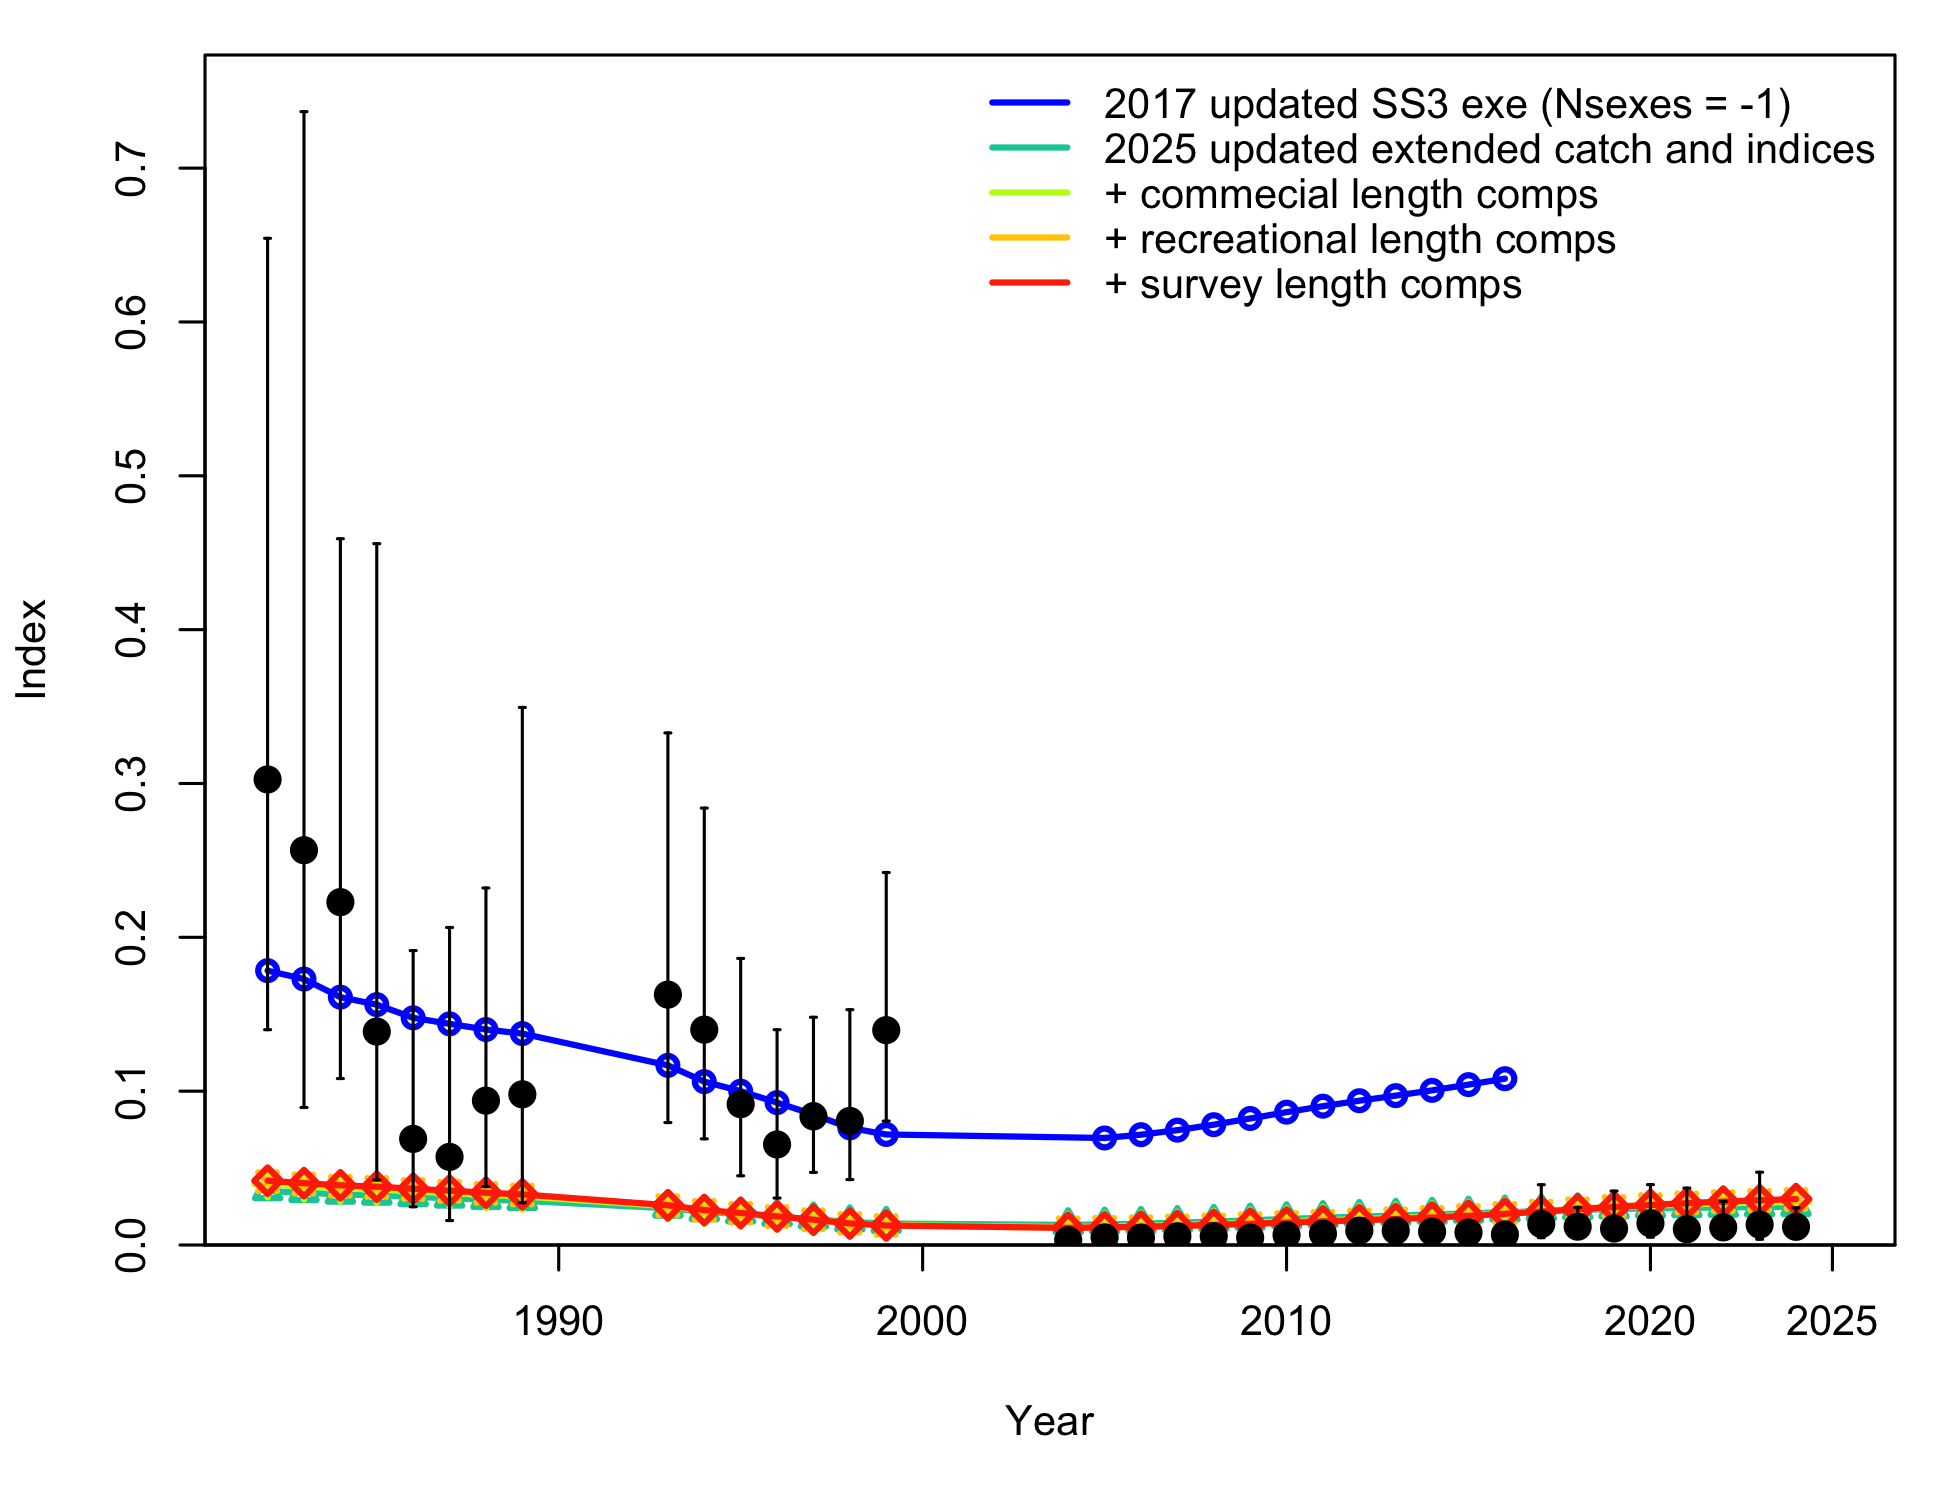 2017 updated SS3 exe (Nsexes = -1)
2025 updated extended catch and indices
+ commecial length comps
+ recreational length comps
+ survey length comps
0.7
0.6
0.5
0.4
0.3
0.2
0.1
0.0
Index
1990 2000 2010 2020 2025
Year